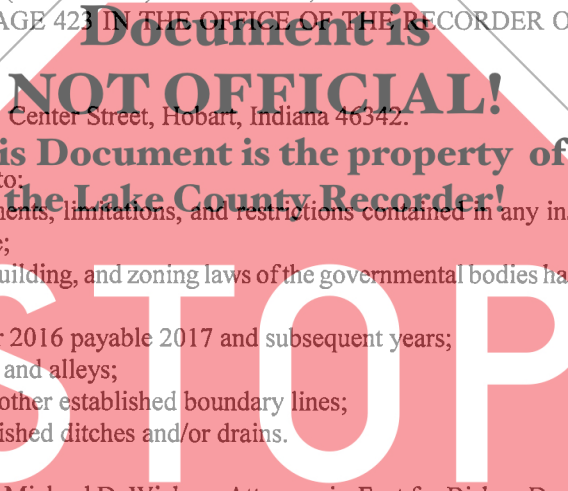 AGE 423 IN THE OFFICE OF THE RECORDER O
Document is
NOT OFFICIAL!
Center Street, Hobart, Indiana 46342.
is Document is the property of
to:
the Lake County Recorder!
ents, limitations, and restrictions contained in any in
e;
uilding, and zoning laws of the governmental bodies ha
STOP
r 2016 payable 2017 and subsequent years;
and alleys;
other established boundary lines;
ished ditches and/or drains.